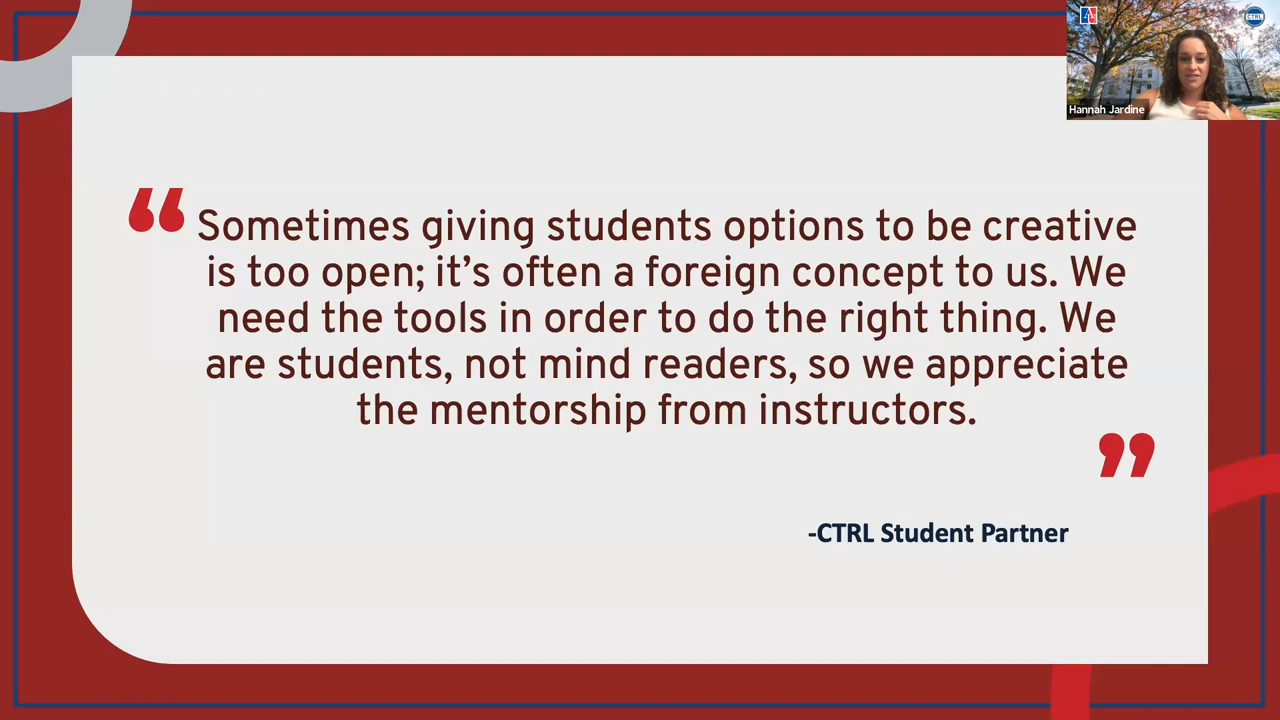 CTRL
Hannah Jardine
“Sometimes giving students options to be creative
is too open; it’s often a foreign concept to us. We
need the tools in order to do the right thing. We
are students, not mind readers, so we appreciate
the mentorship from instructors.
”
-CTRL Student Partner